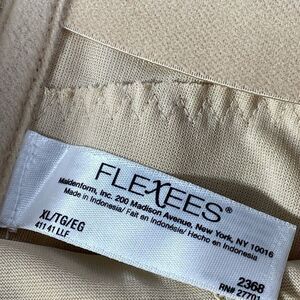 FLEXEES®
Maidenform, Inc. 200 Madison Avenue, New York, NY 10016
Made in Indonesia/ Fait en Indonésie/ Hecho en Indonesia
XL/TG/EG
411 41 LLF
2368
RN# 27701